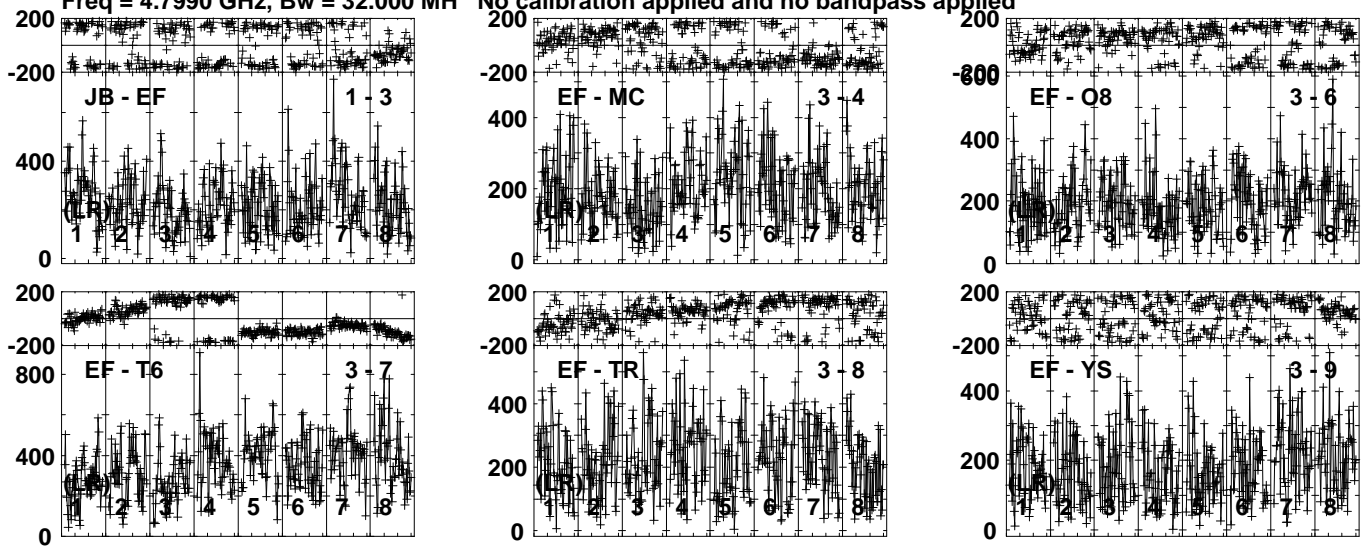 Freq = 4.7990 GHz, Bw = 32.000 MH No calibration applied and no bandpass applied
200
-200
JB - EF 1 - 3
400
(LR)
1 2 3 4 5 6 7 8
0
200
-200
EF - MC 3 - 4
400
200
(LR)
1 2 3 4 5 6 7 8
0
200
-200
600
EF - O8 3 - 6
400
200
(LR)
1 2 3 4 5 6 7 8
0
200
-200
800
EF - T6 3 - 7
400
(LR)
1 2 3 4 5 6 7 8
0
200
-200
EF - TR 3 - 8
400
200
(LR)
1 2 3 4 5 6 7 8
0
200
-200
EF - YS 3 - 9
400
200
(LR)
1 2 3 4 5 6 7 8
0